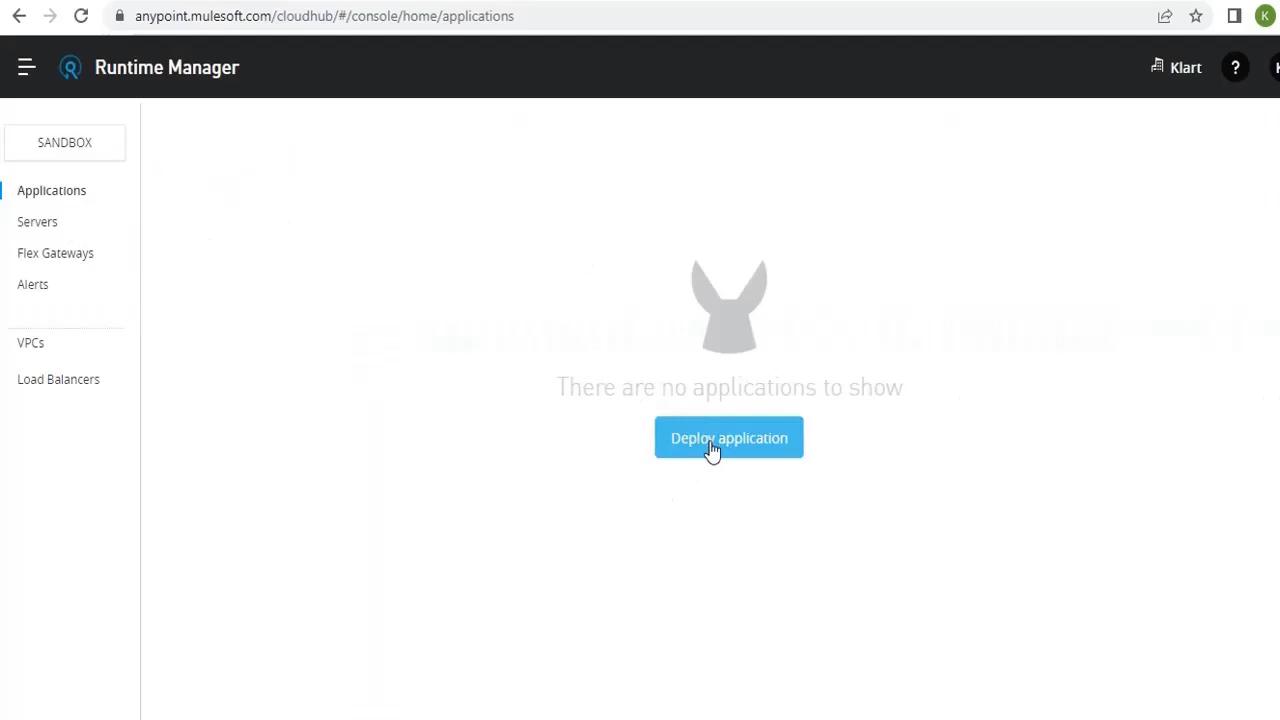 anypoint.mulesoft.com/cloudhub/#/console/home/applications
K
Runtime Manager
Klart
?
SANDBOX
Applications
Servers
Flex Gateways
Alerts
VPCs
Load Balancers
There are no applications to show
Deploy application